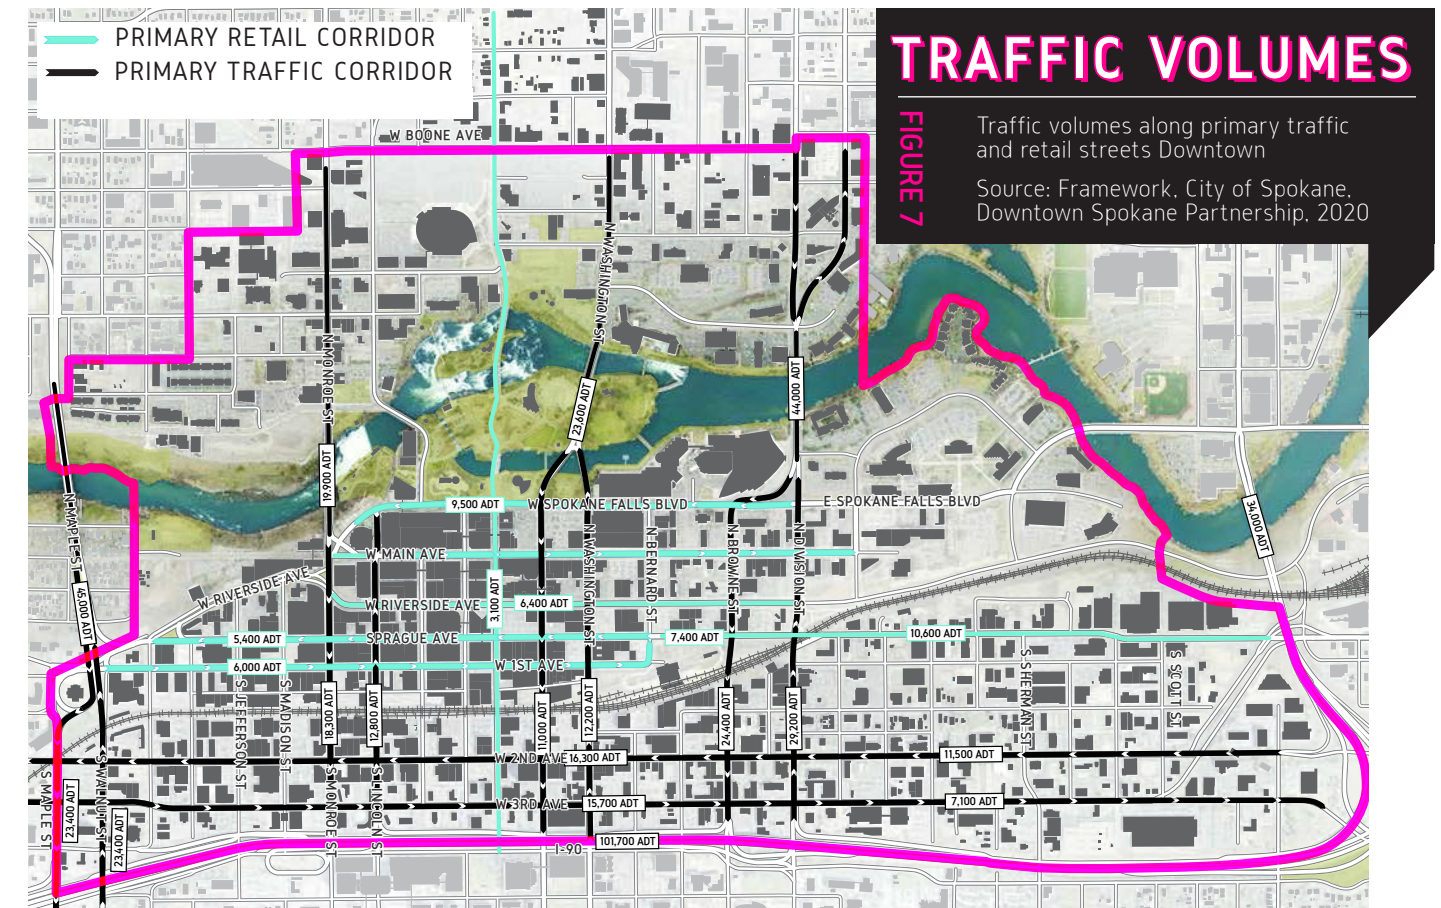 PRIMARY RETAIL CORRIDOR
PRIMARY TRAFFIC CORRIDOR
TRAFFIC VOLUMES
FIGURE 7
Traffic volumes along primary traffic
and retail streets Downtown
Source: Framework, City of Spokane,
Downtown Spokane Partnership, 2020
W BOONE AVE
N WASHINGTON ST
N MONROE ST
44,000 ADT
23,600 ADT
19,900 ADT
9,500 ADT
W SPOKANE FALLS BLVD
E SPOKANE FALLS BLVD
34,000 ADT
N MAPLE ST
W MAIN AVE
N WASHINGTON ST
N BERNARD ST
N BROWNE ST
N DIVISION ST
W RIVERSIDE AVE
45,000 ADT
W RIVERSIDE AVE
3,100 ADT
6,400 ADT
5,400 ADT
SPRAGUE AVE
7,400 ADT
10,600 ADT
6,000 ADT
W 1ST AVE
S JEFFERSON ST
S MADISON ST
18,300 ADT
12,800 ADT
11,000 ADT
12,200 ADT
24,400 ADT
29,200 ADT
S SHERMAN ST
S SCOTT ST
W 2ND AVE
16,300 ADT
11,500 ADT
S MAPLE ST
23,400 ADT
S WALNUT ST
23,400 ADT
S MONROE ST
S LINCOLN ST
W 3RD AVE
15,700 ADT
7,100 ADT
I-90
101,700 ADT